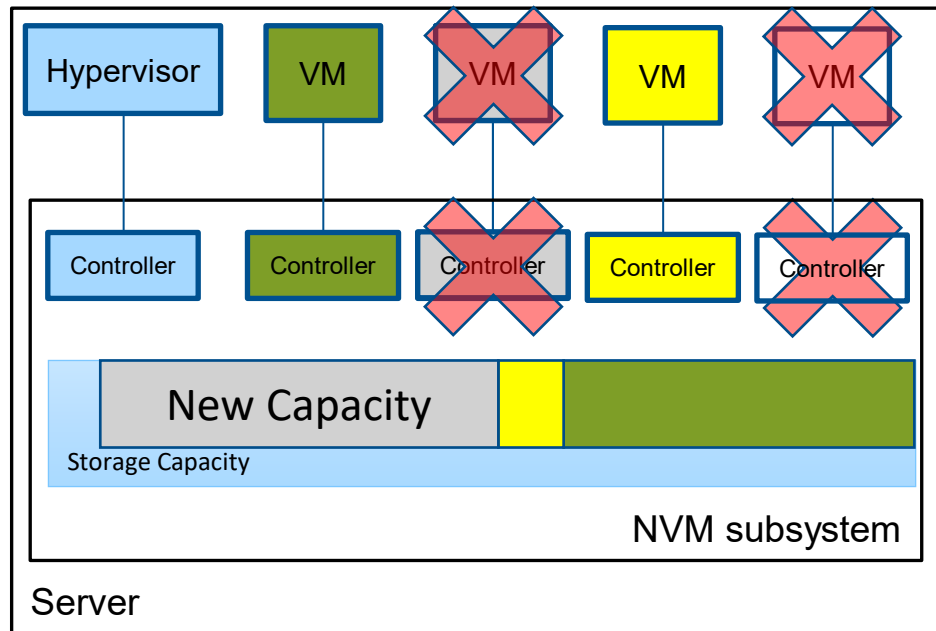 Hypervisor
VM
VM
VM
VM
Controller
Controller
Controller
Controller
Controller
New Capacity
Storage Capacity
NVM subsystem
Server